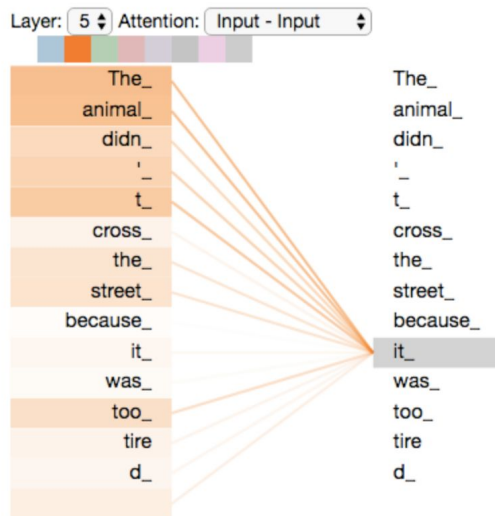 Layer: 5 Attention: Input - Input
The_ The_
animal_ animal_
didn_ didn_
'_ '_
t_ t_
cross_ cross_
the_ the_
street_ street_
because_ because_
it_ it_
was_ was_
too_ too_
tire tire
d_ d_